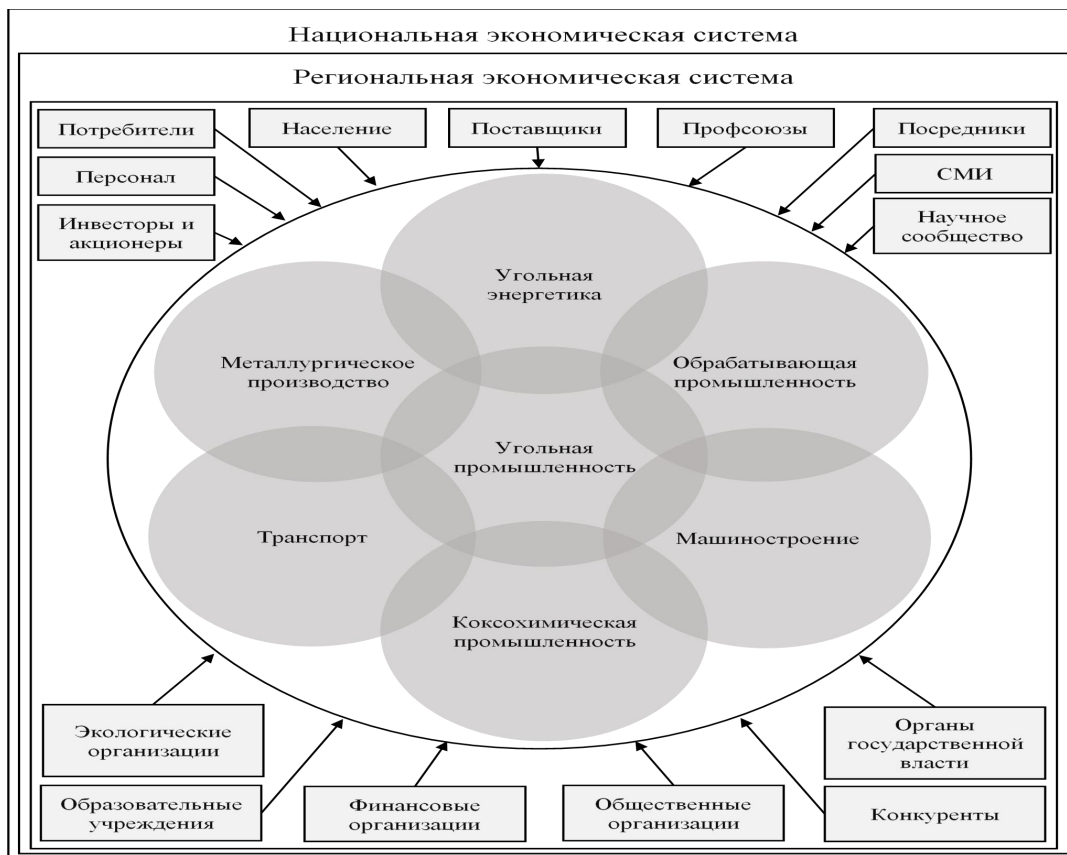 Национальная экономическая система
Региональная экономическая система
Потребители
Население
Поставщики
Профсоюзы
Посредники
Персонал
СМИ
Инвесторы и
акционеры
Научное
сообщество
Угольная
энергетика
Металлургическое
производство
Обрабатывающая
промышленность
Угольная
промышленность
Транспорт
Машиностроение
Коксохимическая
промышленность
Экологические
организации
Органы
государственной
власти
Образовательные
учреждения
Финансовые
организации
Общественные
организации
Конкуренты